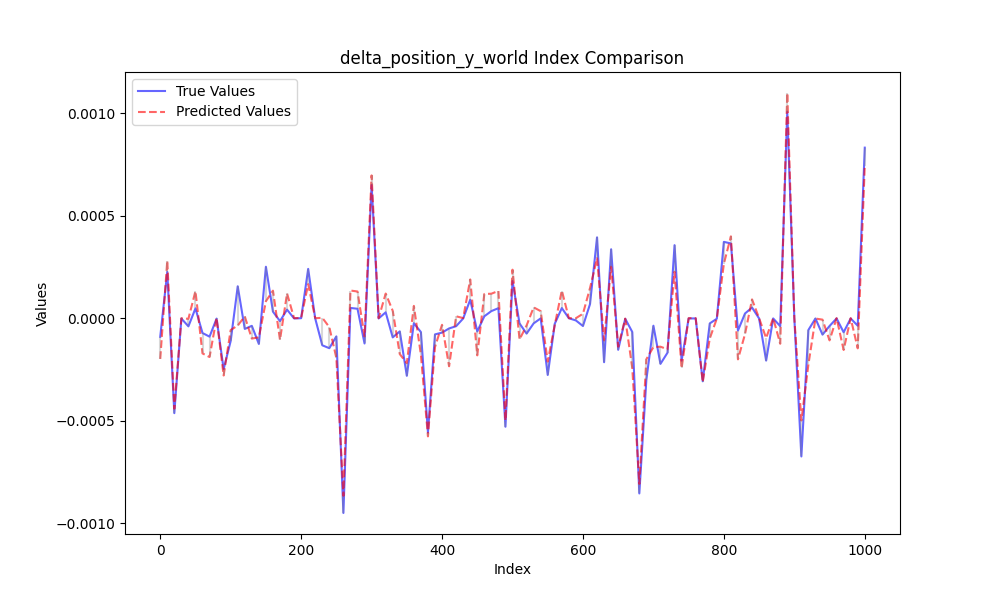 delta_position_y_world Index Comparison
True Values
Predicted Values
0.0010
0.0005
0.0000
−0.0005
−0.0010
Values
0 200 400 600 800 1000
Index